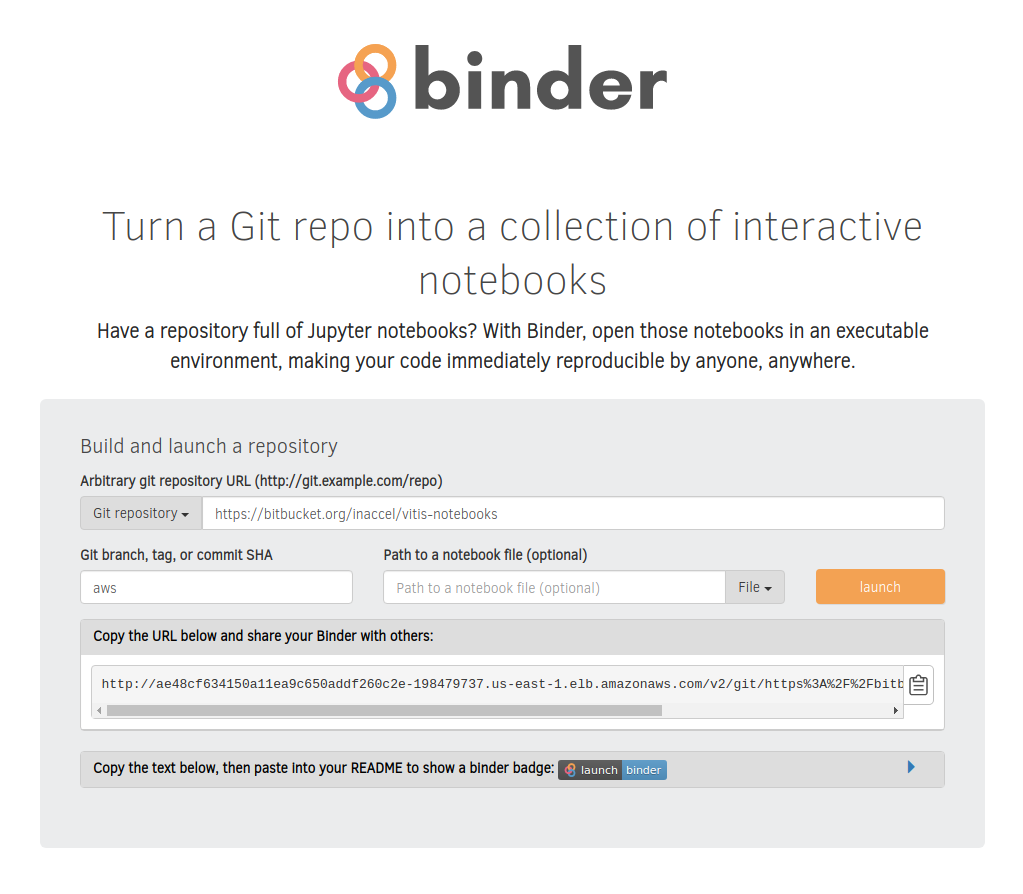 binder
Turn a Git repo into a collection of interactive
notebooks
Have a repository full of Jupyter notebooks? With Binder, open those notebooks in an executable
environment, making your code immediately reproducible by anyone, anywhere.
Build and launch a repository
Arbitrary git repository URL (http://git.example.com/repo)
Git repository https://bitbucket.org/inaccel/vitis-notebooks
Git branch, tag, or commit SHA Path to a notebook file (optional)
aws Path to a notebook file (optional) File launch
Copy the URL below and share your Binder with others:
http://ae48cf634150a11ea9c650addf260c2e-198479737.us-east-1.elb.amazonaws.com/v2/git/https%3A%2F%2Fbitb
Copy the text below, then paste into your README to show a binder badge: launch binder